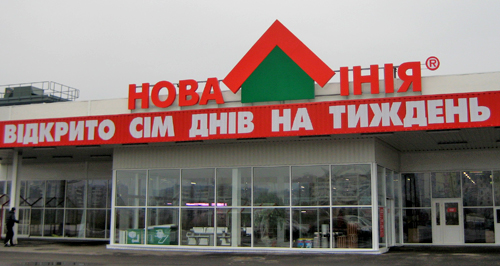 НОВА ЛІНІЯ®
ВІДКРИТО СІМ ДНІВ НА ТИЖДЕНЬ